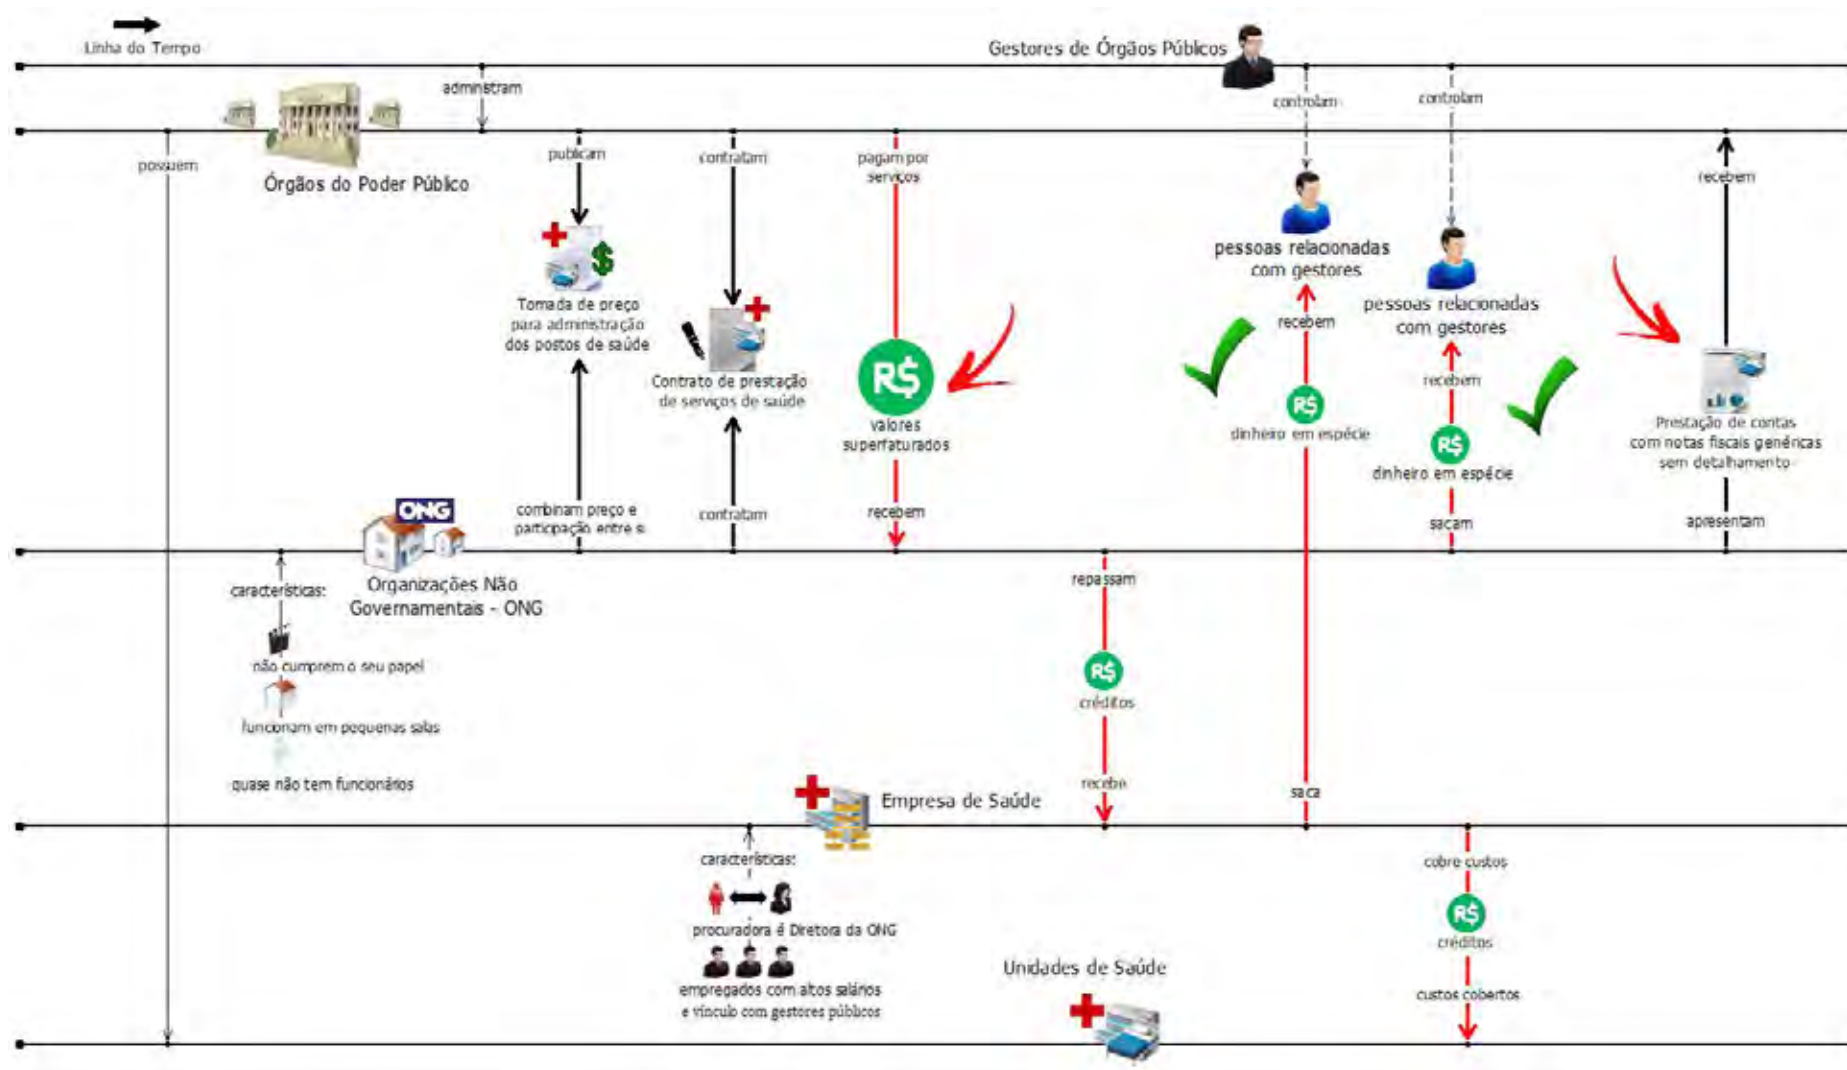 Linha do Tempo
Gestores de Órgãos Públicos
administram
controlam
controlam
possuem
Órgãos do Poder Público
publicam
contratam
pagam por
serviços
recebem
pessoas relacionadas
com gestores
pessoas relacionadas
com gestores
Tomada de preço
para administração
dos postos de saúde
Contrato de prestação
de serviços de saúde
R$
valores
superfaturados
recebem
R$
dinheiro em espécie
recebem
R$
dinheiro em espécie
sacam
Prestação de contas
com notas fiscais genéricas
sem detalhamento
apresentam
combinam preço e
participação entre si
contratam
recebem
ONG
Organizações Não
Governamentais - ONG
características:
não cumprem o seu papel
funcionam em pequenas salas
quase não tem funcionários
repassam
R$
créditos
recebe
saca
Empresa de Saúde
características:
procuradora é Diretora da ONG
empregados com altos salários
e vínculo com gestores públicos
cobre custos
R$
créditos
custos cobertos
Unidades de Saúde